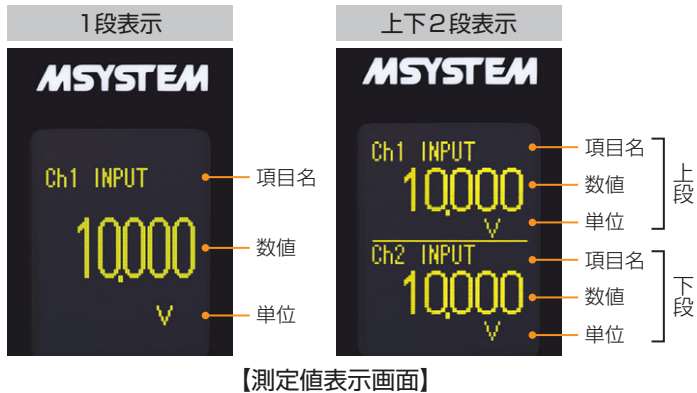 1段表示
MSYSTEM
Ch1 INPUT
10.000
V
項目名
数値
単位
上下2段表示
MSYSTEM
Ch1 INPUT
10.000
V
項目名
数値
単位
上段
Ch2 INPUT
10.000
V
項目名
数値
単位
下段
【測定値表示画面】